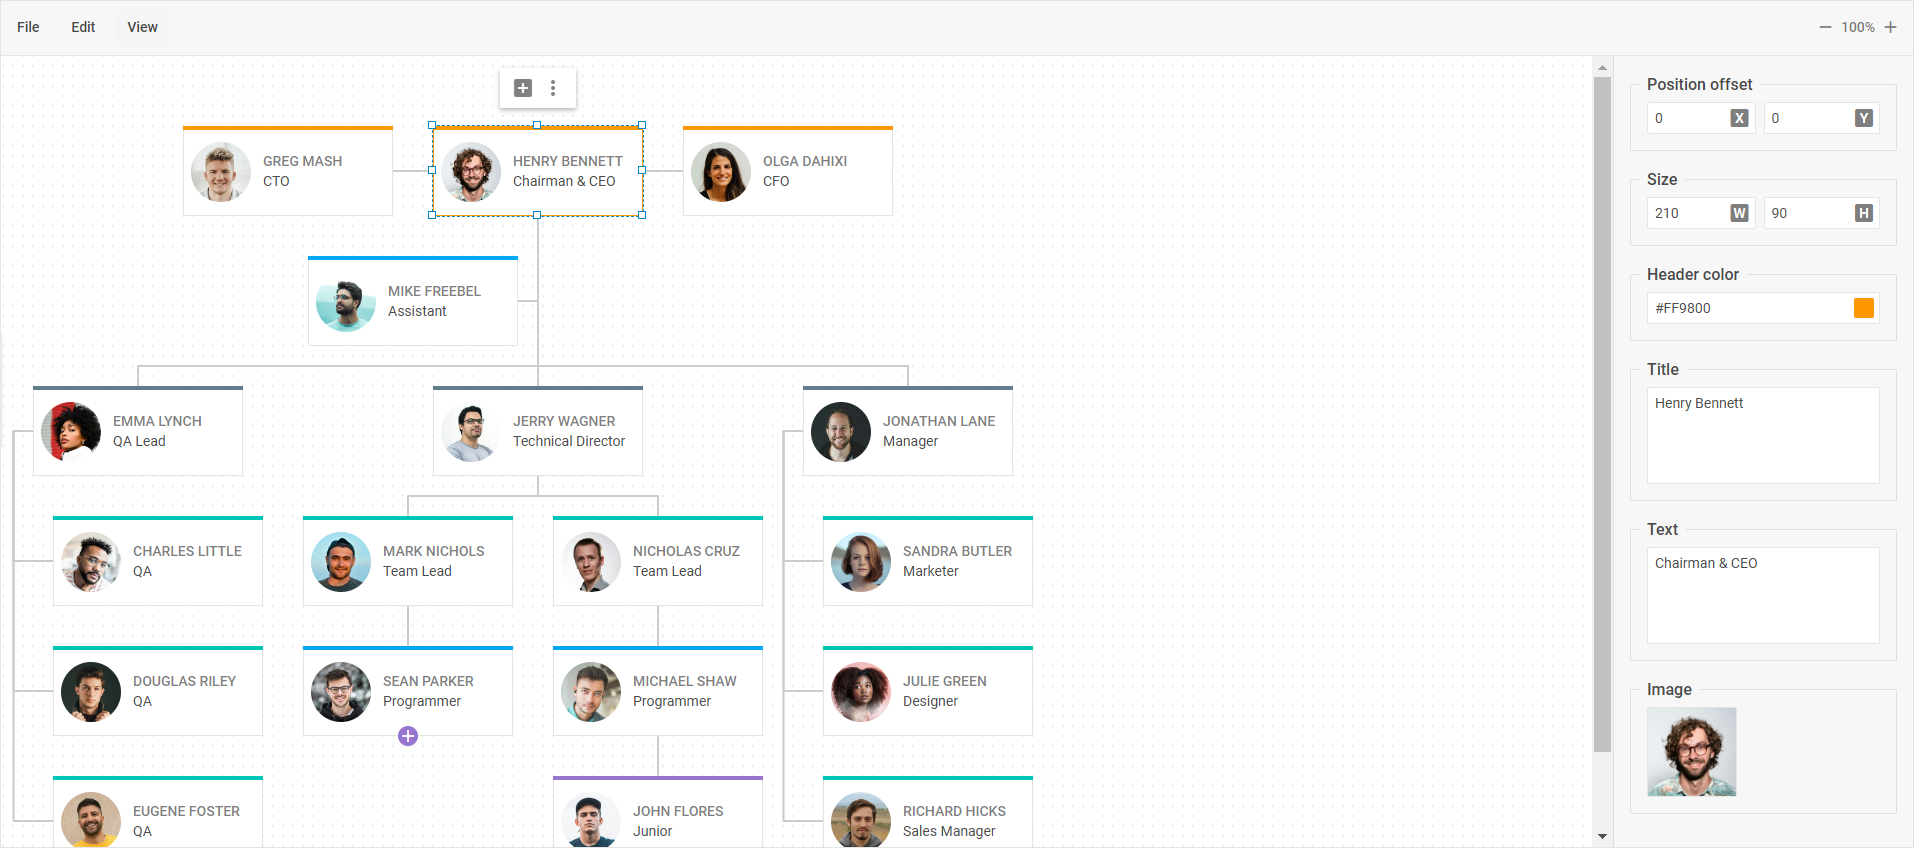 File
Edit
View
100%
GREG MASH
CTO
HENRY BENNETT
Chairman & CEO
OLGA DAHIXI
CFO
MIKE FREEBEL
Assistant
EMMA LYNCH
QA Lead
JERRY WAGNER
Technical Director
JONATHAN LANE
Manager
CHARLES LITTLE
QA
MARK NICHOLS
Team Lead
NICHOLAS CRUZ
Team Lead
SANDRA BUTLER
Marketer
DOUGLAS RILEY
QA
SEAN PARKER
Programmer
MICHAEL SHAW
Programmer
JULIE GREEN
Designer
EUGENE FOSTER
QA
JOHN FLORES
Junior
RICHARD HICKS
Sales Manager
Position offset
0 X
0 Y
Size
210 W
90 H
Header color
#FF9800
Title
Henry Bennett
Text
Chairman & CEO
Image